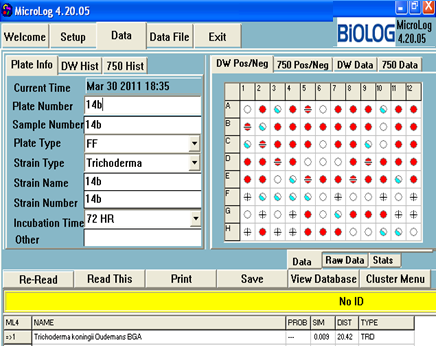 MicroLog 4.20.05
Welcome Setup Data Data File Exit
BiOLOG MicroLog 4.20.05
Plate Info DW Hist 750 Hist
Current Time Mar 30 2011 18:35
Plate Number 14b
Sample Number 14b
Plate Type FF
Strain Type Trichoderma
Strain Name 14b
Strain Number 14b
Incubation Time 72 HR
Other
DW Pos/Neg 750 Pos/Neg DW Data 750 Data
1 2 3 4 5 6 7 8 9 10 11 12
A
B
C
D
E
F
G
H
Data Raw Data Stats
Re-Read Read This Print Save View Database Cluster Menu
No ID
ML4 NAME PROB SIM DIST TYPE
=>1 Trichoderma koningii Oudemans BGA --- 0.009 20.42 TRD